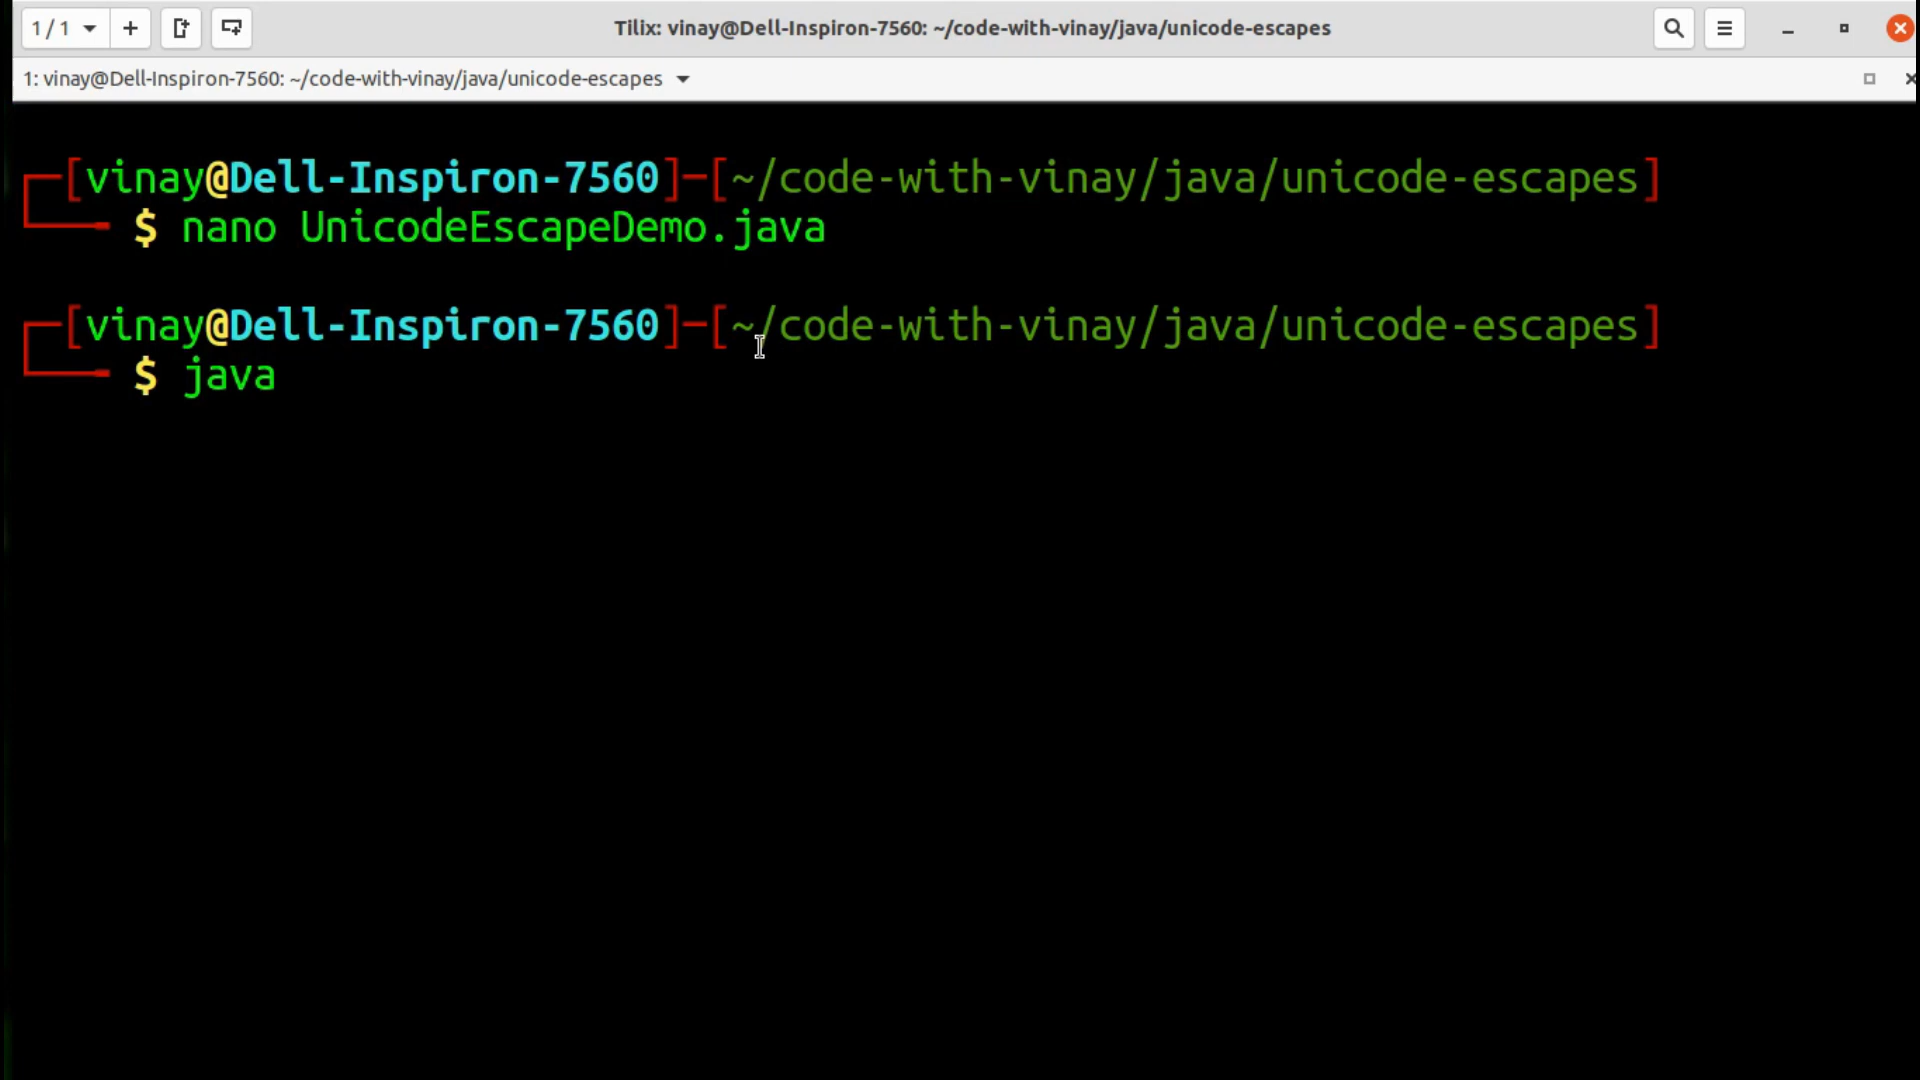 1 / 1
Tilix: vinay@Dell-Inspiron-7560: ~/code-with-vinay/java/unicode-escapes
1: vinay@Dell-Inspiron-7560: ~/code-with-vinay/java/unicode-escapes
[vinay@Dell-Inspiron-7560]-[~/code-with-vinay/java/unicode-escapes]
$ nano UnicodeEscapeDemo.java
[vinay@Dell-Inspiron-7560]-[~/code-with-vinay/java/unicode-escapes]
$ java